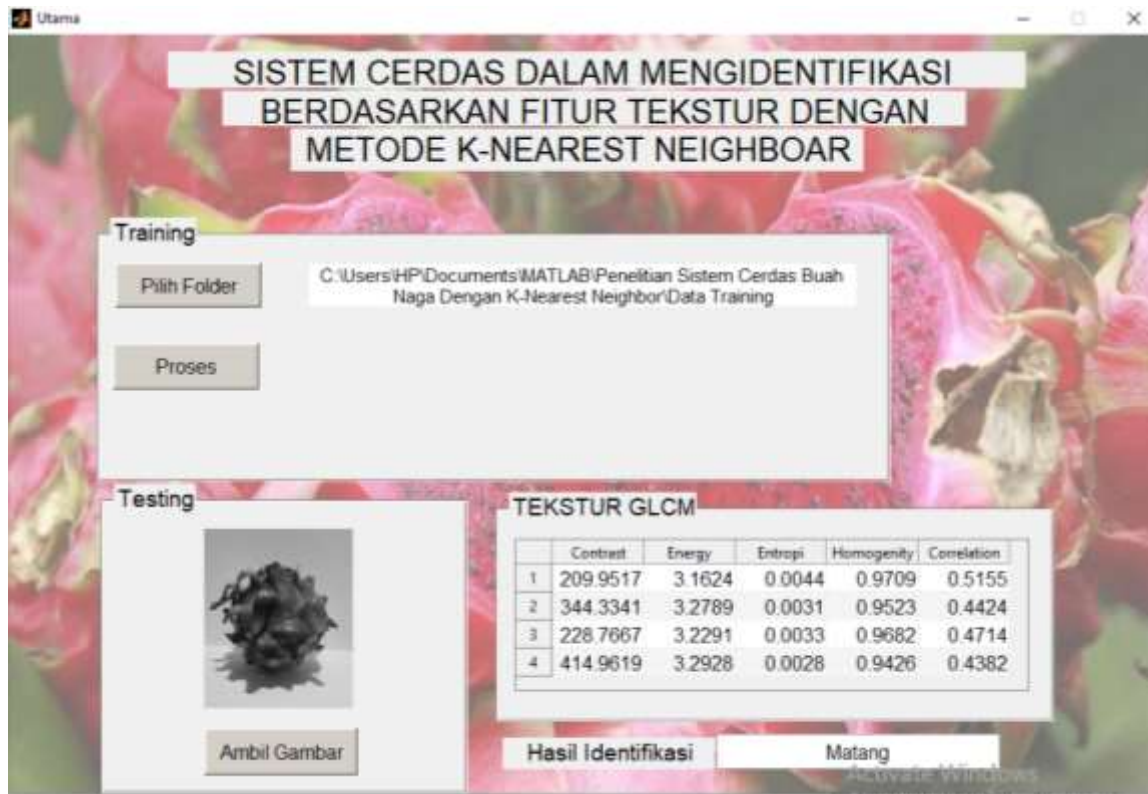 Utama
SISTEM CERDAS DALAM MENGIDENTIFIKASI
BERDASARKAN FITUR TEKSTUR DENGAN
METODE K-NEAREST NEIGHBOAR
Training
Pilih Folder
C:\Users\HP\Documents\MATLAB\Penelitian Sistem Cerdas Buah
Naga Dengan K-Nearest Neighbor\Data Training
Proses
Testing
Ambil Gambar
TEKSTUR GLCM
Contrast Energy Entropi Homogenity Correlation
1 209.9517 3.1624 0.0044 0.9709 0.5155
2 344.3341 3.2789 0.0031 0.9523 0.4424
3 228.7667 3.2291 0.0033 0.9682 0.4714
4 414.9619 3.2928 0.0028 0.9426 0.4382
Hasil Identifikasi
Matang
Activate Windows